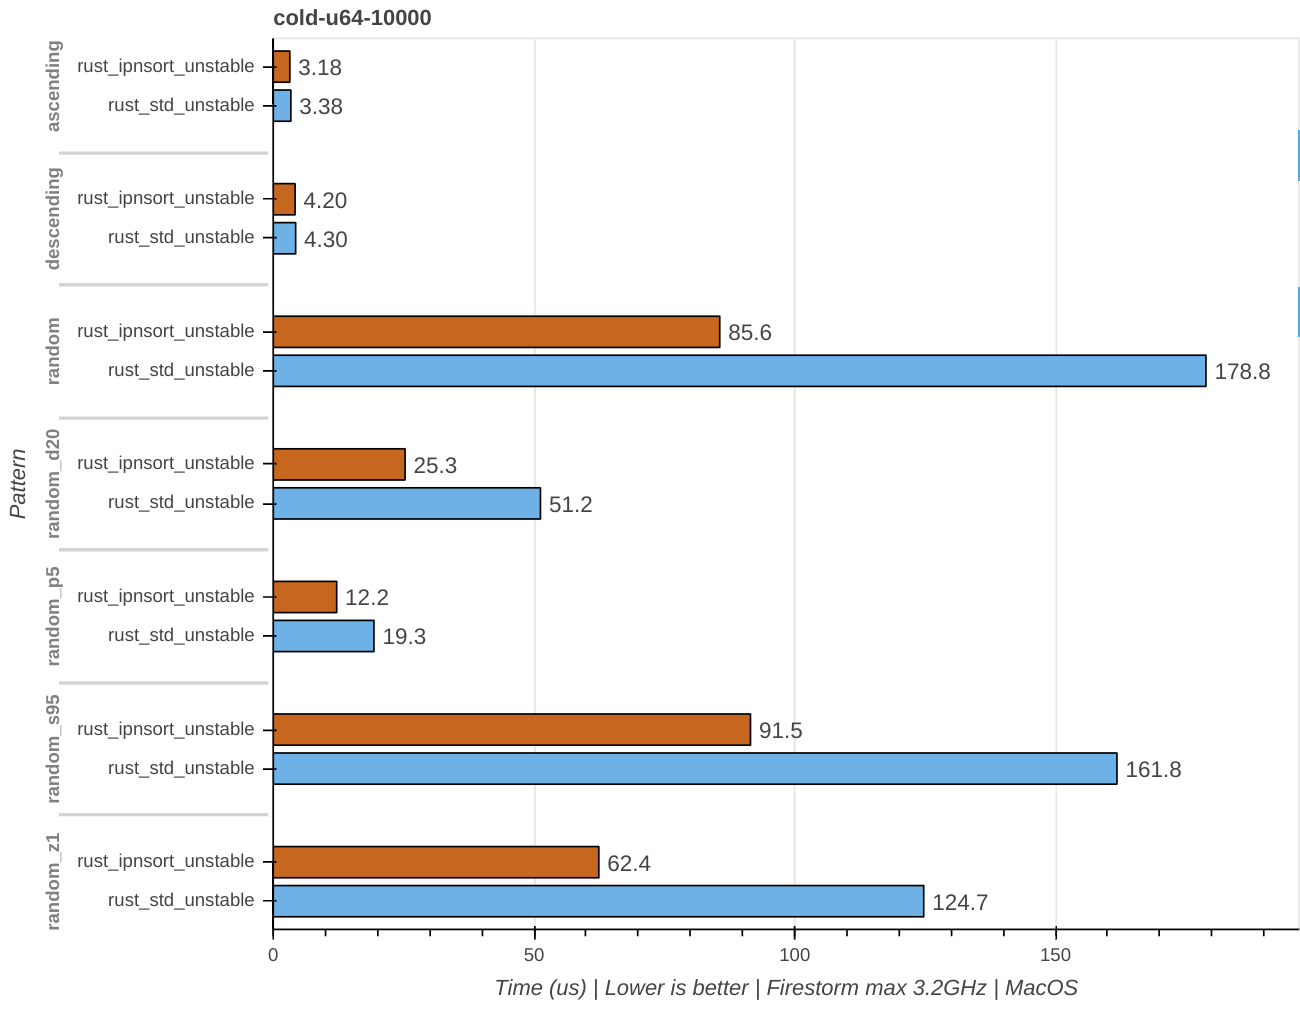 cold-u64-10000
ascending
rust_ipnsort_unstable 3.18
rust_std_unstable 3.38
descending
rust_ipnsort_unstable 4.20
rust_std_unstable 4.30
random
rust_ipnsort_unstable 85.6
rust_std_unstable 178.8
random_d20
rust_ipnsort_unstable 25.3
rust_std_unstable 51.2
random_p5
rust_ipnsort_unstable 12.2
rust_std_unstable 19.3
random_s95
rust_ipnsort_unstable 91.5
rust_std_unstable 161.8
random_z1
rust_ipnsort_unstable 62.4
rust_std_unstable 124.7
Pattern
0 50 100 150
Time (us) | Lower is better | Firestorm max 3.2GHz | MacOS